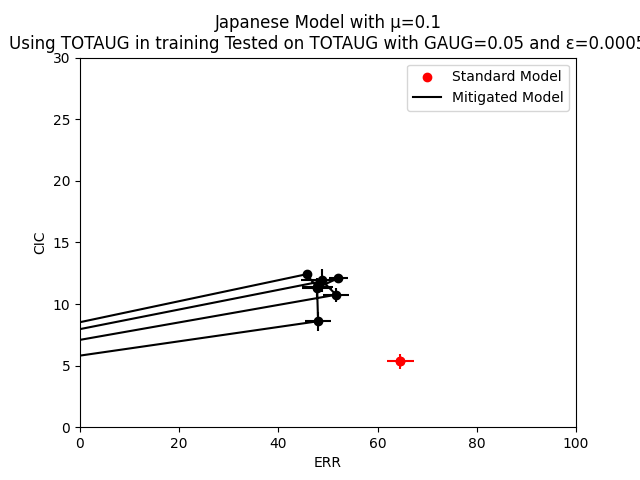 Japanese Model with μ=0.1
Using TOTAUG in training Tested on TOTAUG with GAUG=0.05 and ε=0.0005
30
25
20
15
10
5
0
CIC
Standard Model
Mitigated Model
0 20 40 60 80 100
ERR